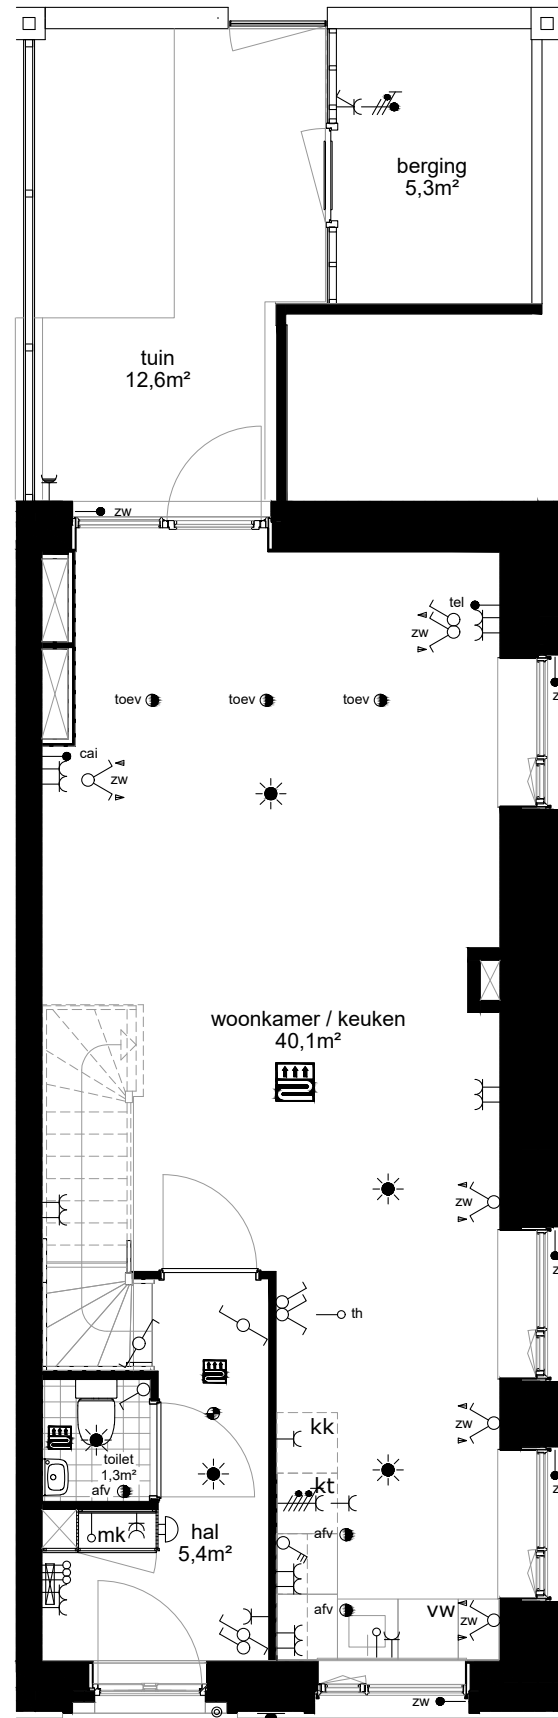 berging
5,3m²
tuin
12,6m²
zw
tel
zw
toev
toev
toev
z
cai
zw
woonkamer / keuken
40,1m²
zw
z
th
kk
zw
toilet
1,3m²
afv
kt
z
mk
hal
5,4m²
afv
afv
vw
zw
zw